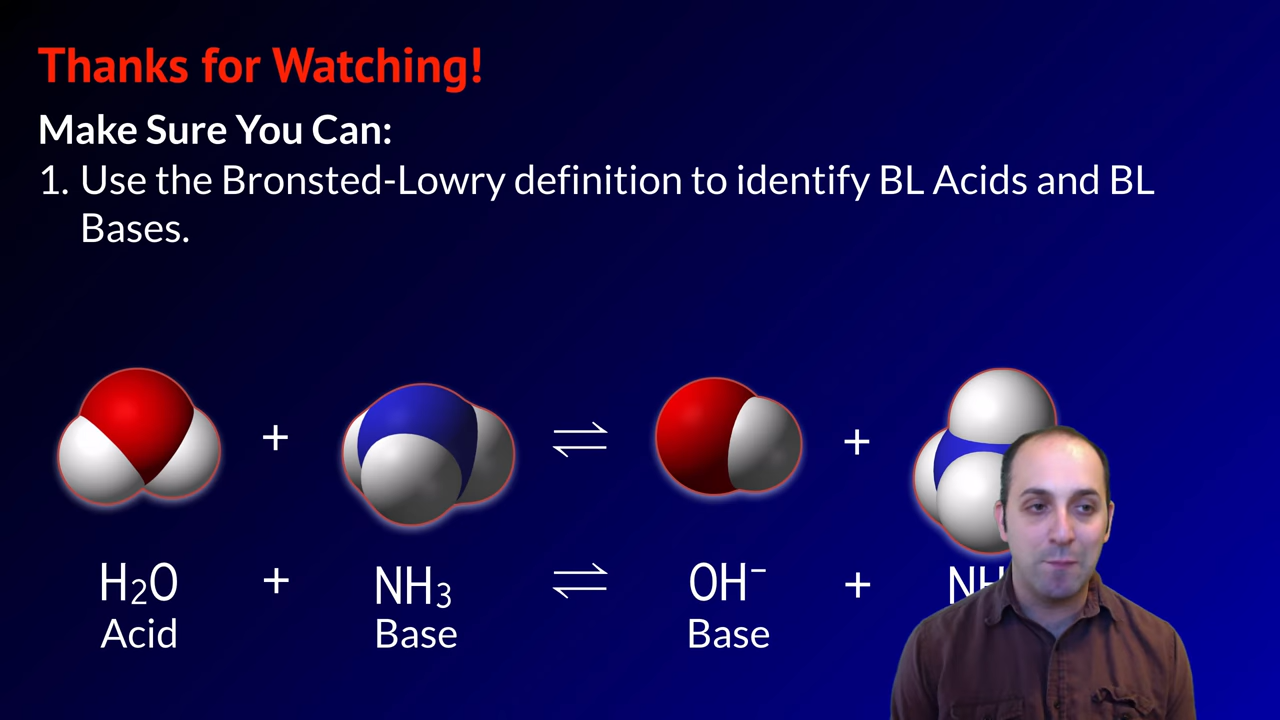 Thanks for Watching!
Make Sure You Can:
1. Use the Bronsted-Lowry definition to identify BL Acids and BL
Bases.
+ ⇌ +
H₂O + NH₃ ⇌ OH⁻ + NH
Acid Base Base